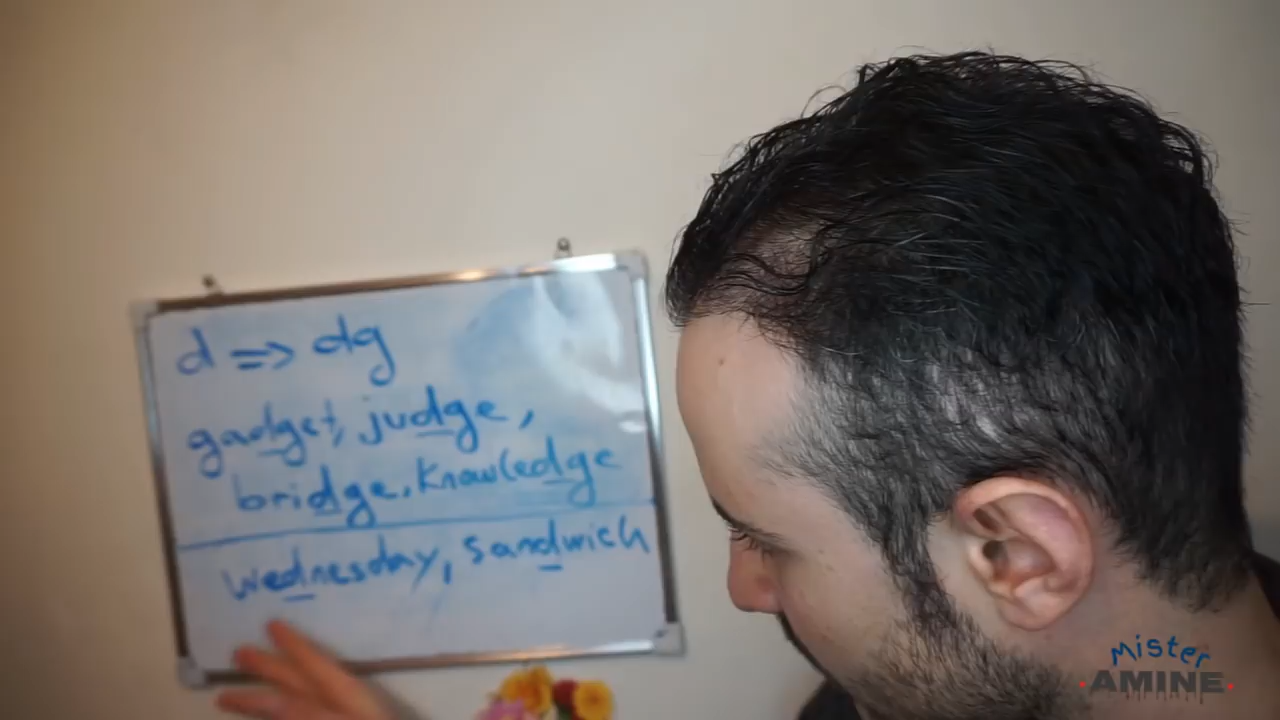 d => dg
gadget, judge,
bridge, knowledge
wednesday, sandwich
Mister
AMINE